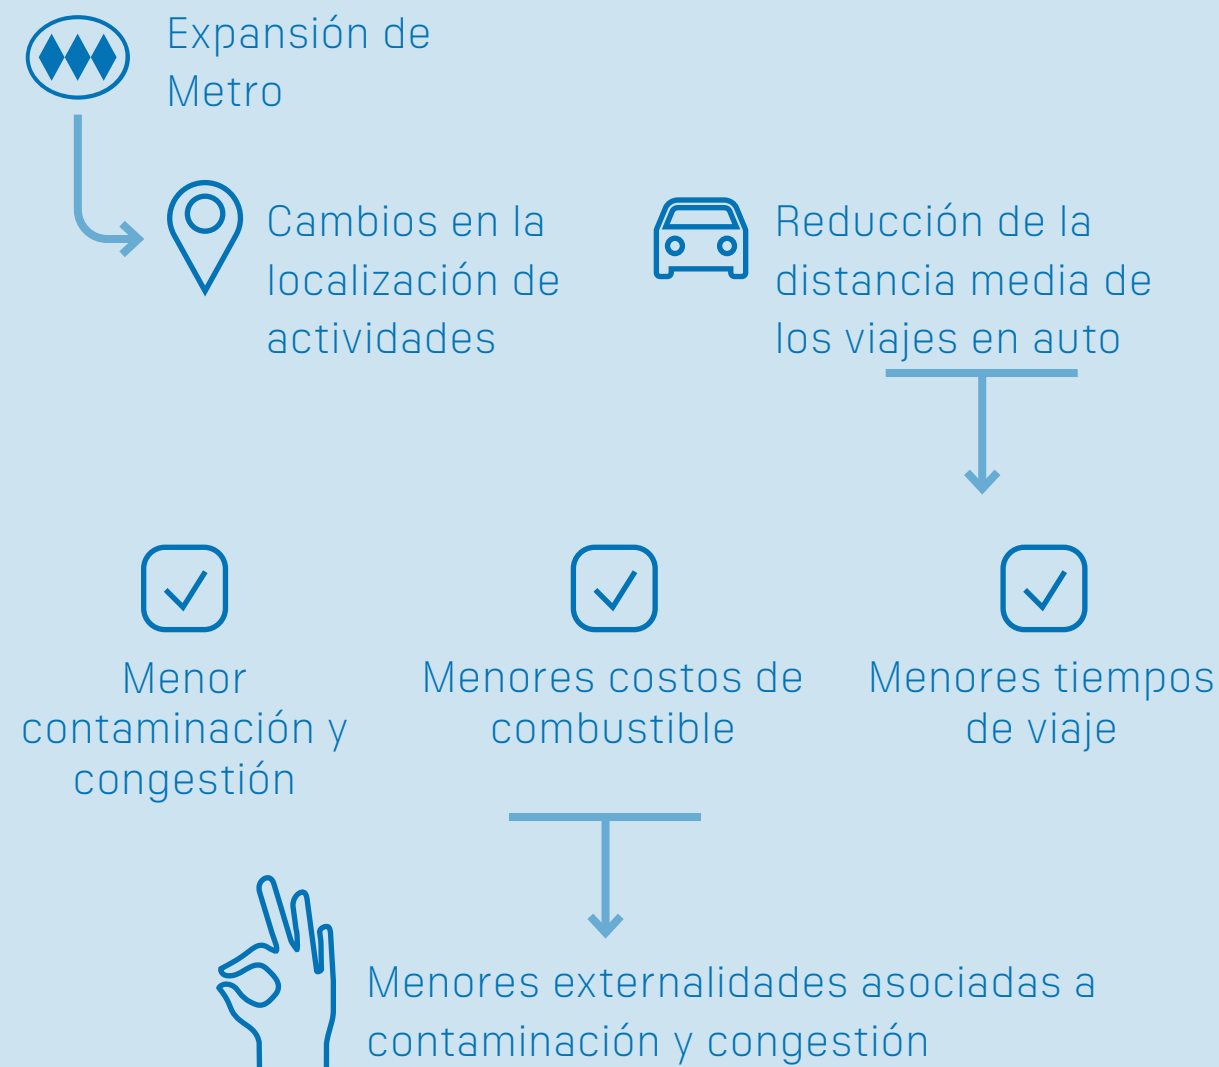 Expansión de
Metro
Cambios en la
localización de
actividades
Reducción de la
distancia media de
los viajes en auto
Menor
contaminación y
congestión
Menores costos de
combustible
Menores tiempos
de viaje
Menores externalidades asociadas a
contaminación y congestión